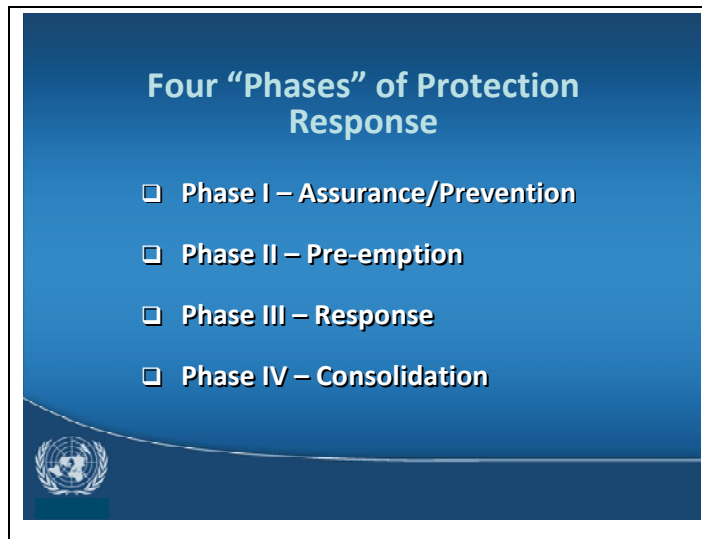 Four “Phases” of Protection
Response
❑ Phase I – Assurance/Prevention
❑ Phase II – Pre-emption
❑ Phase III – Response
❑ Phase IV – Consolidation